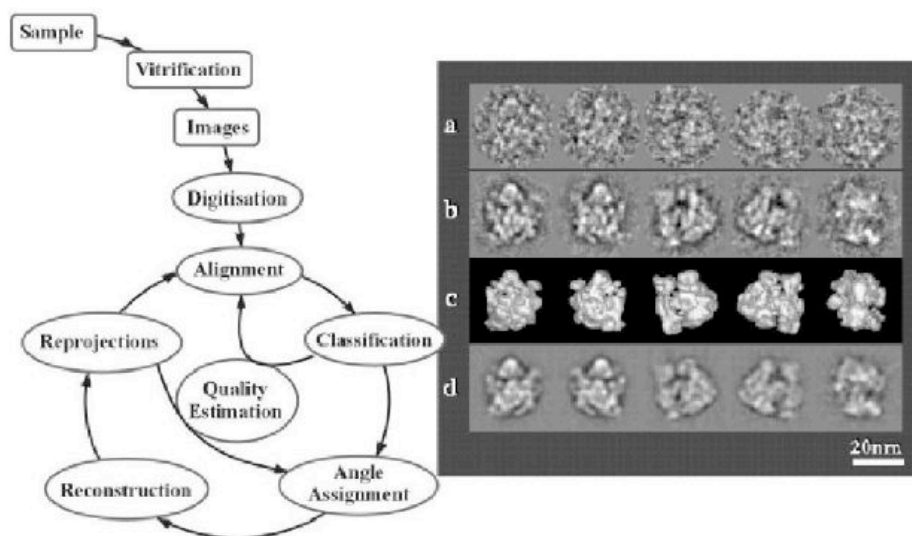 Sample
Vitrification
Images
Digitisation
Alignment
Reprojections
Classification
Quality
Estimation
Reconstruction
Angle
Assignment
a
b
c
d
20nm